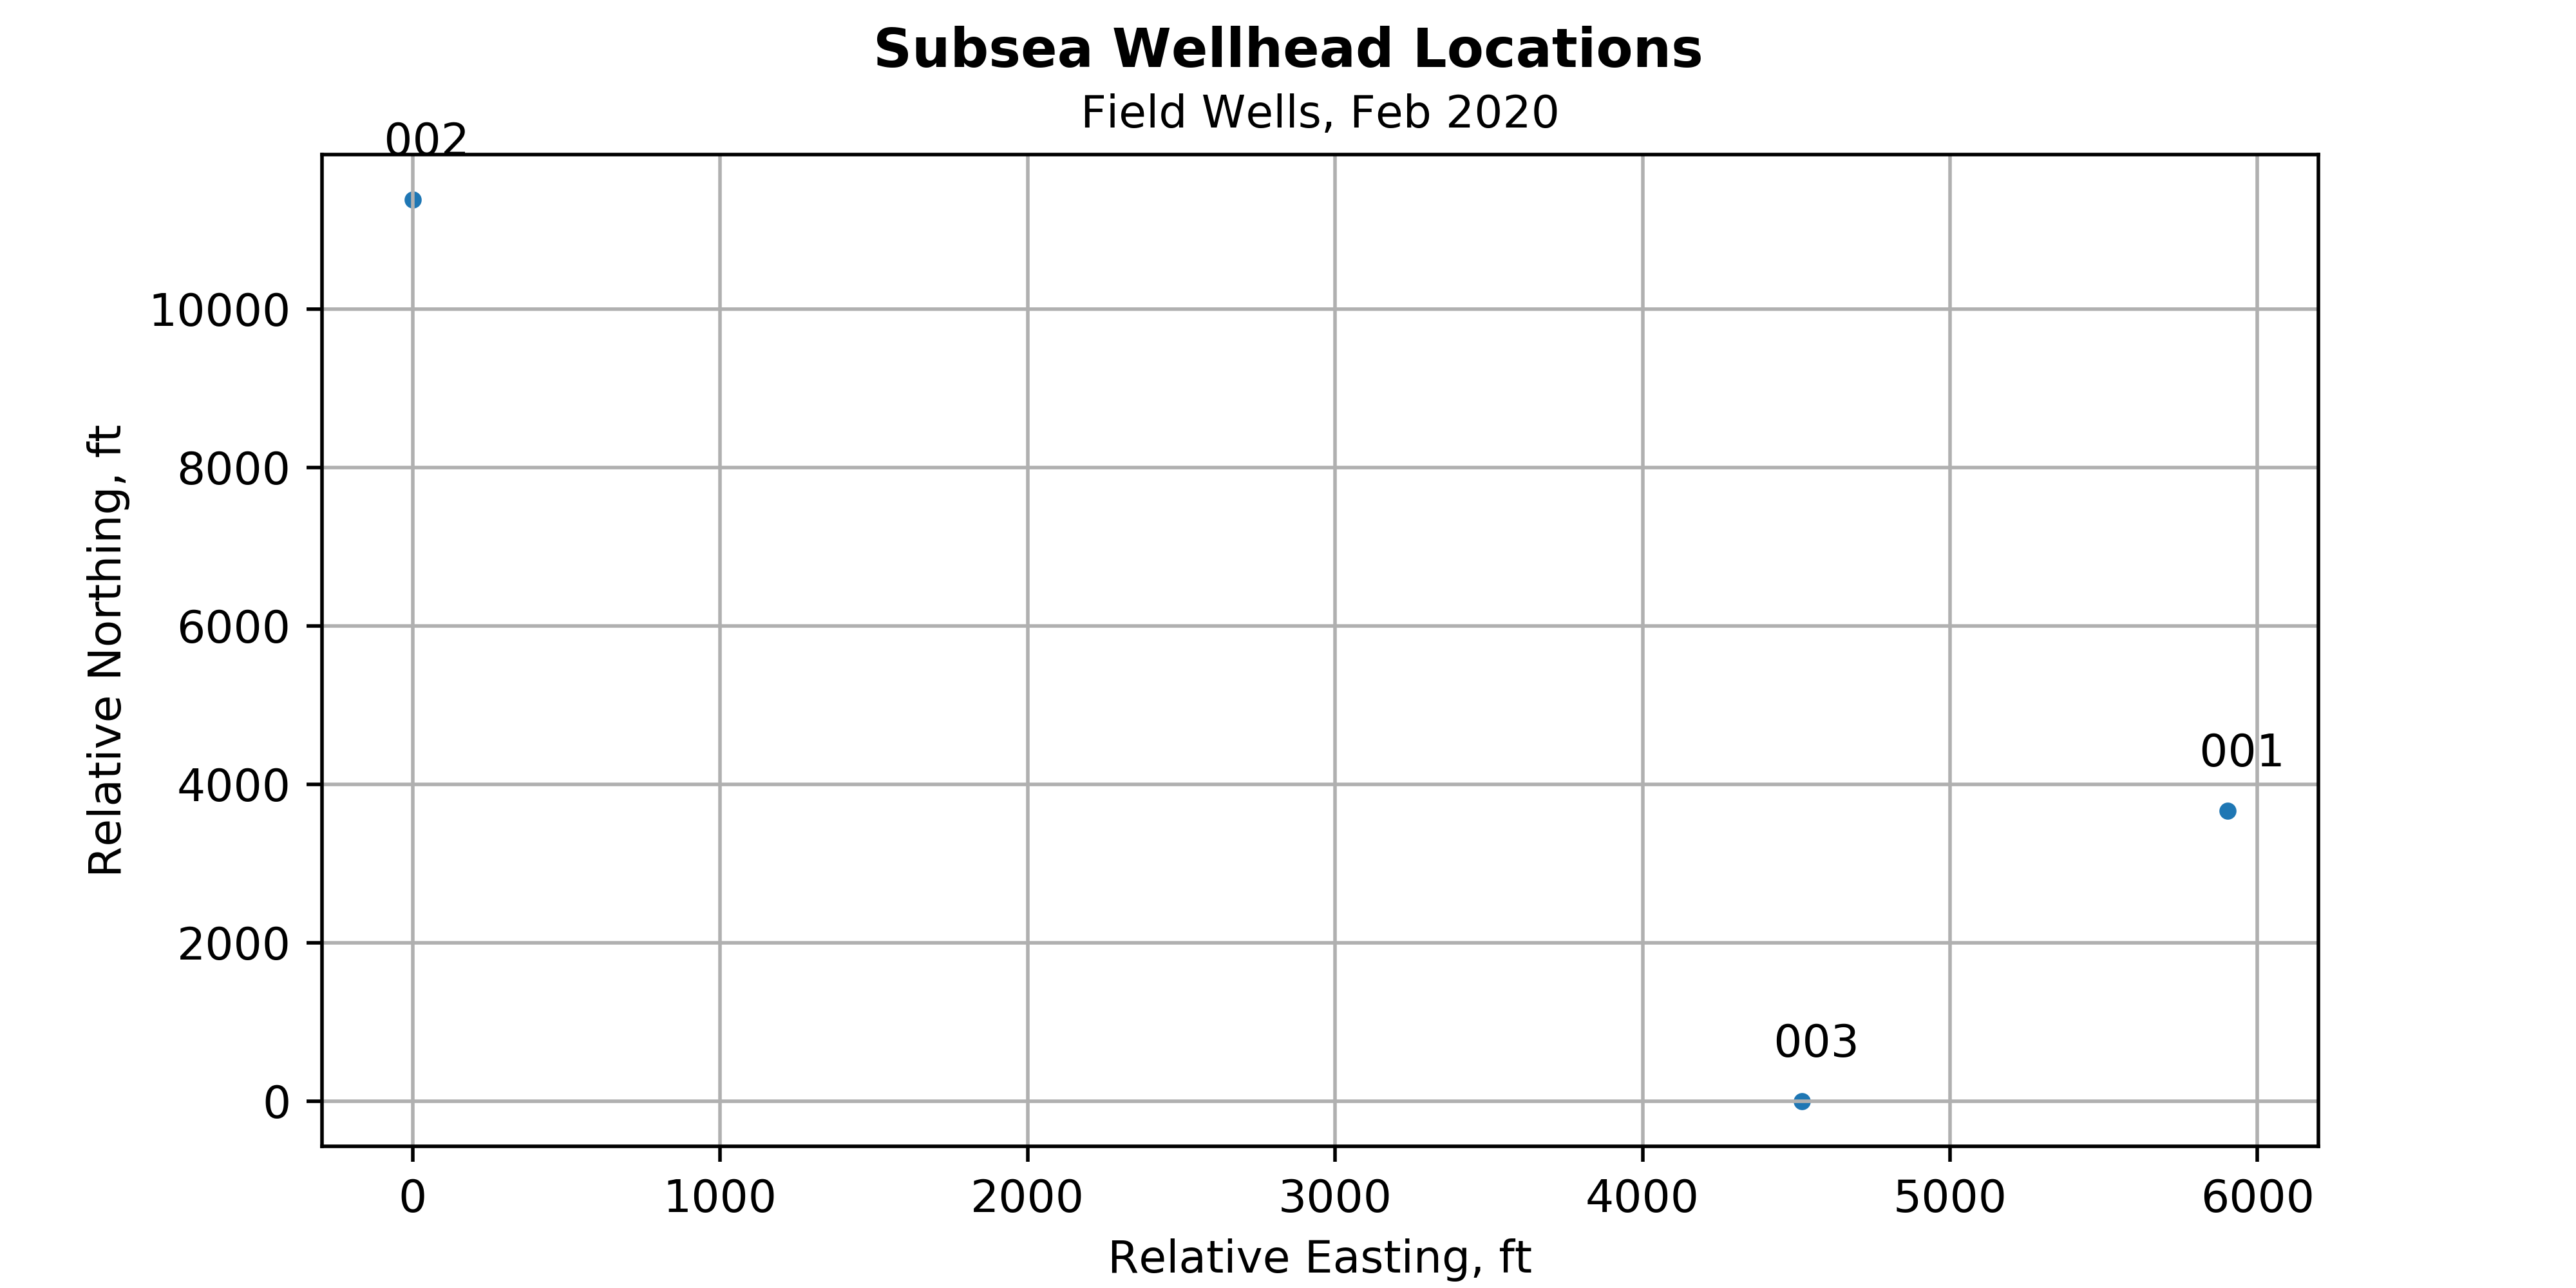 Subsea Wellhead Locations
Field Wells, Feb 2020
002
10000
8000
6000
4000
2000
0
Relative Northing, ft
001
003
0 1000 2000 3000 4000 5000 6000
Relative Easting, ft